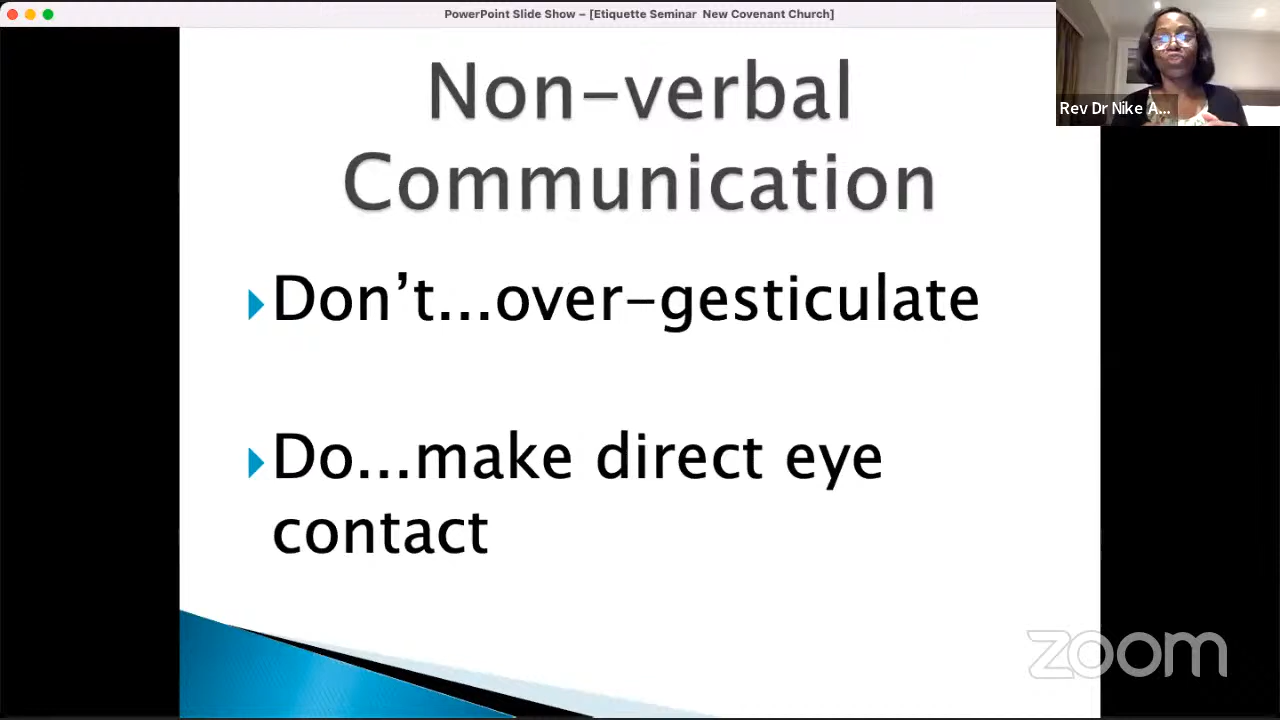 PowerPoint Slide Show – [Etiquette Seminar  New Covenant Church]
Rev Dr Nike A...
Non-verbal
Communication
Don't...over-gesticulate
Do...make direct eye
contact
zoom